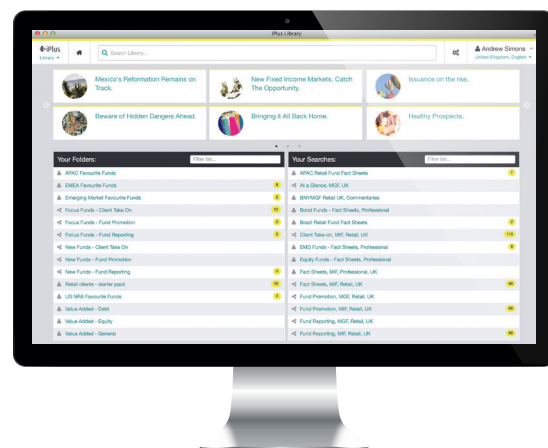 iPlus Library
iPlus
Library
Search Library...
Andrew Simons
United Kingdom, English
Mexico's Reformation Remains on
Track.
New Fixed Income Markets, Catch
The Opportunity.
Issuance on the rise.
Beware of Hidden Dangers Ahead.
Bringing it All Back Home.
Healthy Prospects.
Your Folders:
Filter list...
APAC Favourite Funds
EMEA Favourite Funds
Emerging Market Favourite Funds
Focus Funds - Client Take On
Focus Funds - Fund Promotion
Focus Funds - Fund Reporting
New Funds - Client Take On
New Funds - Fund Promotion
New Funds - Fund Reporting 4
Retail clients - starter pack 10
US NRA Favourite Funds 4
Value Added - Debt
Value Added - Equity
Value Added - General
Your Searches:
Filter list...
APAC Retail Fund Fact Sheets 7
At a Glance, MGF, UK
BNYMGF Retail UK, Commentaries
Bond Funds - Fact Sheets, Professional
Brazil Retail Fund Fact Sheets
Client Take-on, MIF, Retail, UK
EMG Funds - Fact Sheets, Professional
Equity Funds - Fact Sheets, Professional
Fact Sheets, MIF, Professional, UK
Fact Sheets, MIF, Retail, UK
Fund Promotion, MGF, Retail, UK
Fund Promotion, MIF, Retail, UK
Fund Reporting, MGF, Retail, UK
Fund Reporting, MIF, Retail, UK